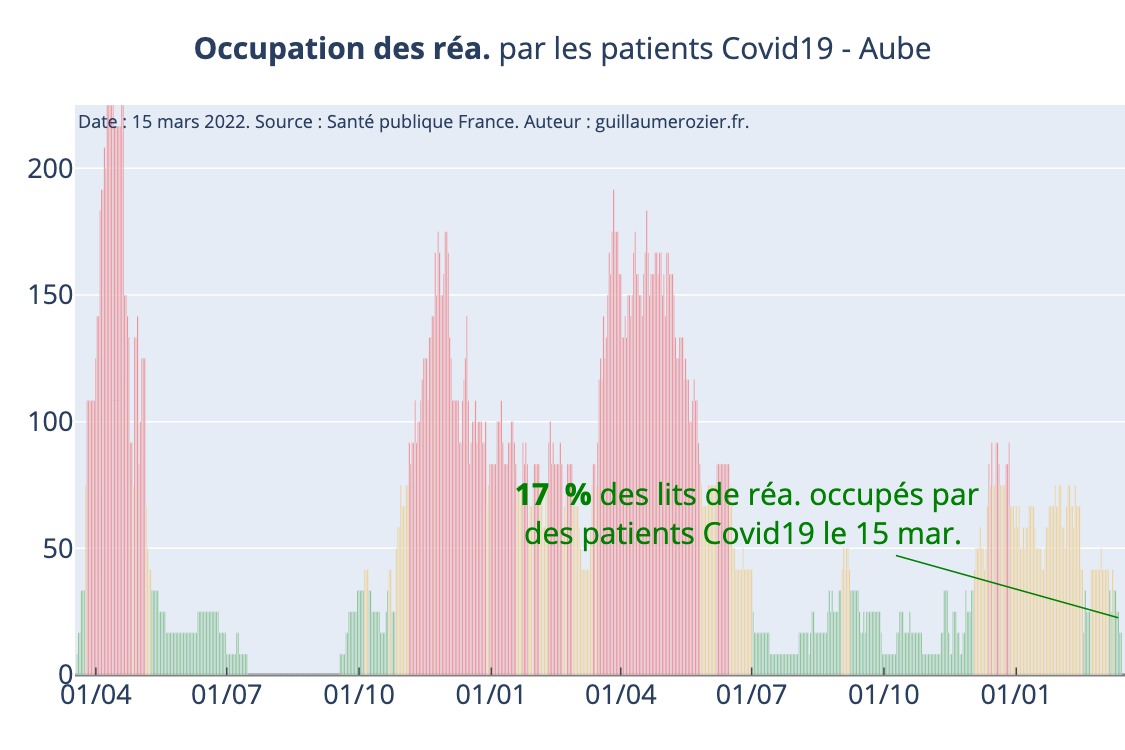 Occupation des réa. par les patients Covid19 - Aube
Date : 15 mars 2022. Source : Santé publique France. Auteur : guillaumerozier.fr.
200
150
100
50
0
17 % des lits de réa. occupés par
des patients Covid19 le 15 mar.
01/04 01/07 01/10 01/01 01/04 01/07 01/10 01/01